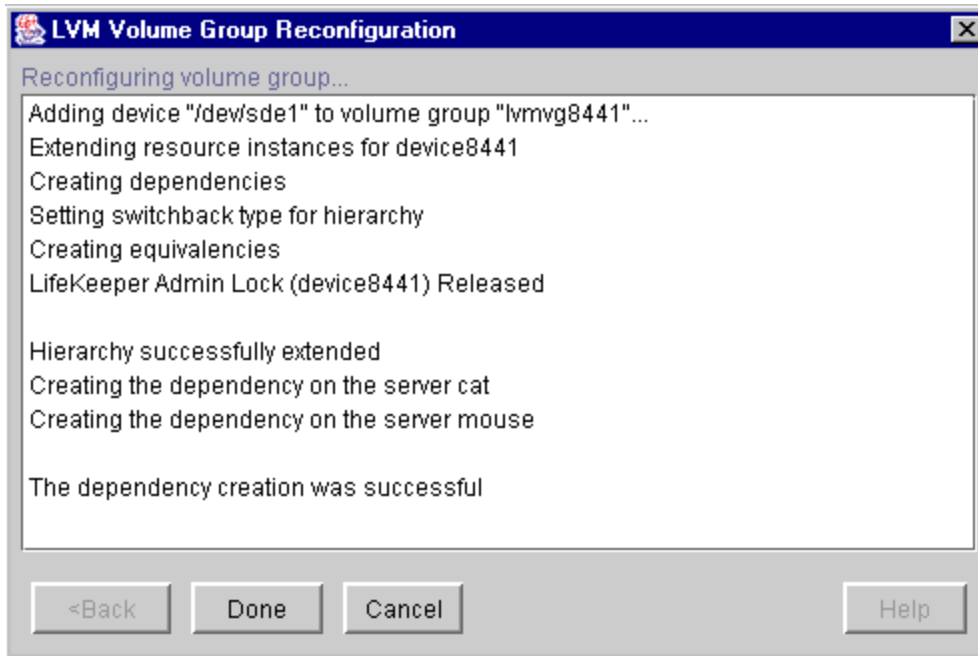 LVM Volume Group Reconfiguration
Reconfiguring volume group...
Adding device "/dev/sde1" to volume group "lvmvg8441"...
Extending resource instances for device8441
Creating dependencies
Setting switchback type for hierarchy
Creating equivalencies
LifeKeeper Admin Lock (device8441) Released
Hierarchy successfully extended
Creating the dependency on the server cat
Creating the dependency on the server mouse
The dependency creation was successful
<Back Done Cancel Help